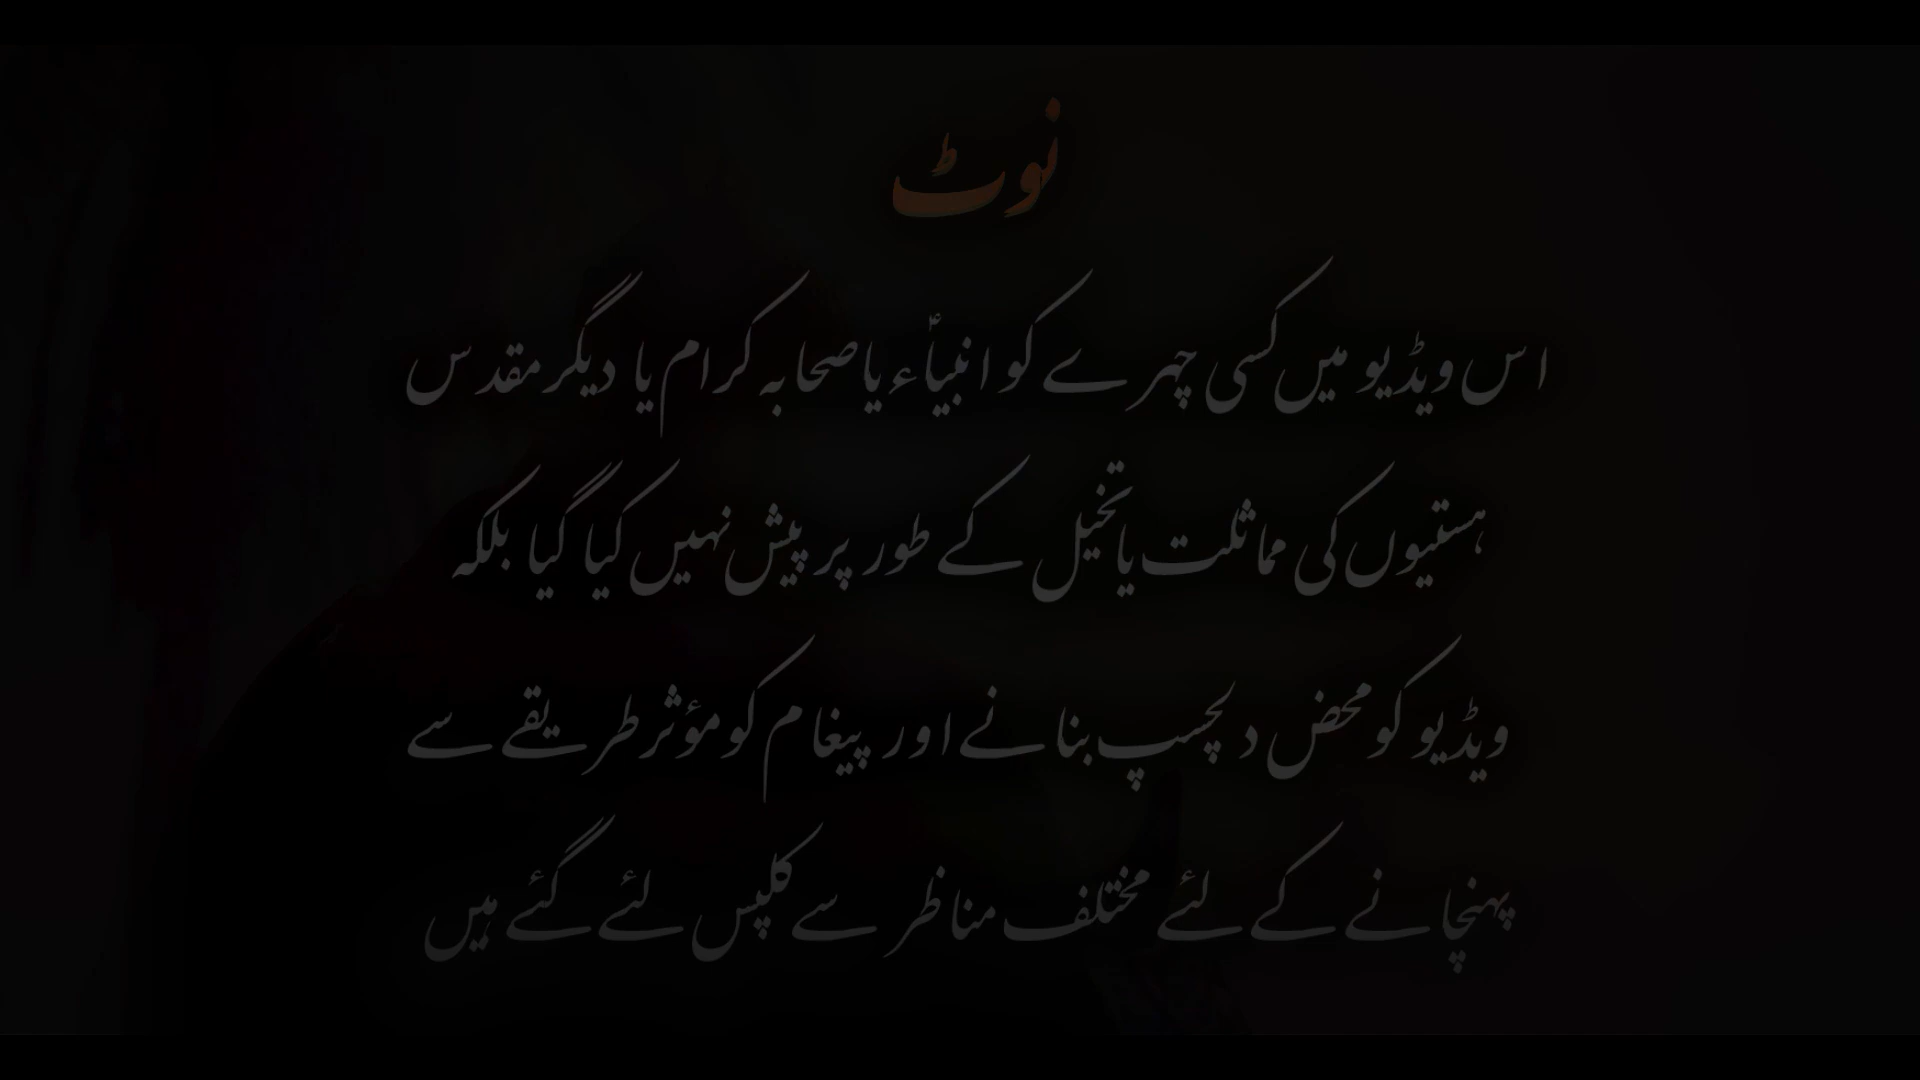 نوٹ
اس ویڈیو میں کسی چہرے کو انبیاؑء یا صحابہ کرام یا دیگر مقدس
ہستیوں کی مماثلت یا تخیل کے طور پر پیش نہیں کیا گیا بلکہ
ویڈیو کو محض دلچسپ بنانے اور پیغام کو مؤثر طریقے سے
پہنچانے کے لئے مختلف مناظر سے کلپس لئے گئے ہیں